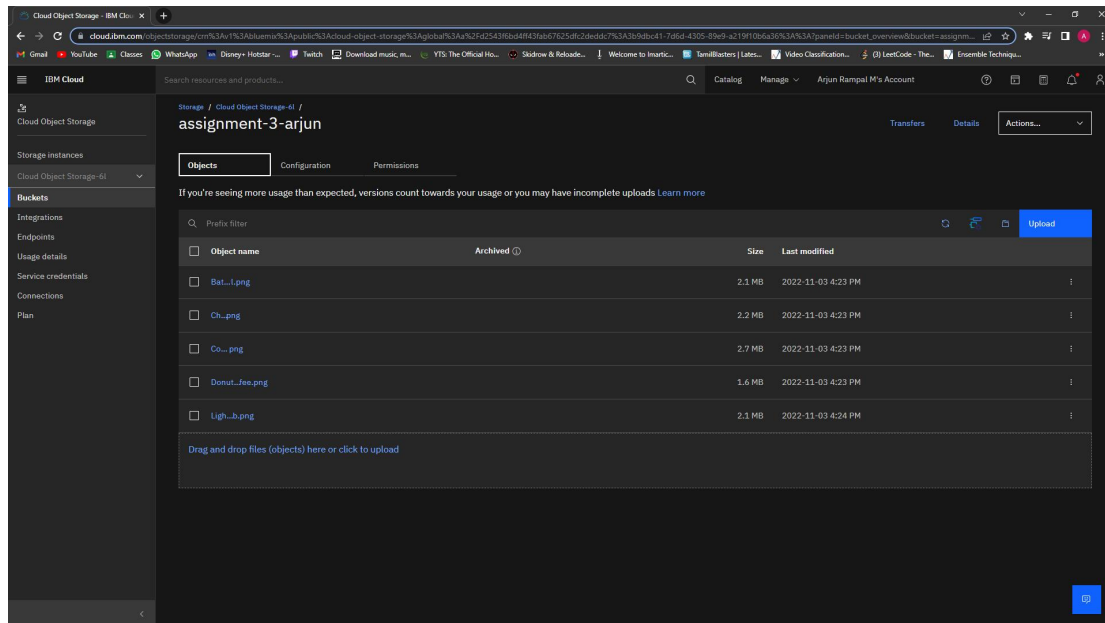 Cloud Object Storage - IBM Clou
cloud.ibm.com/objectstorage/crn%3Av1%3Abluemix%3Apublic%3Acloud-object-storage%3Aglobal%3Aa%2Fd2543f6bd4ff43fab67625dfc2deddc7%3A3b9dbc41-7d6d-4305-89e9-a219f10b6a36%3A%3A?paneId=bucket_overview&bucket=assignm...
Gmail YouTube Classes WhatsApp Disney+ Hotstar -... Twitch Download music, m... YTS: The Official Ho... Skidrow & Reloade... Welcome to Imartic... TamilBlasters | Lates... Video Classification... (3) LeetCode - The... Ensemble Techniqu... »
IBM Cloud Search resources and products... Catalog Manage Arjun Rampal M's Account
Cloud Object Storage
Storage instances
Cloud Object Storage-6l
Buckets
Integrations
Endpoints
Usage details
Service credentials
Connections
Plan
Storage / Cloud Object Storage-6l /
assignment-3-arjun
Transfers Details Actions...
Objects Configuration Permissions
If you're seeing more usage than expected, versions count towards your usage or you may have incomplete uploads Learn more
Prefix filter Upload
Object name Archived Size Last modified
Bat...l.png 2.1 MB 2022-11-03 4:23 PM
Ch...png 2.2 MB 2022-11-03 4:23 PM
Co... png 2.7 MB 2022-11-03 4:23 PM
Donut...fee.png 1.6 MB 2022-11-03 4:23 PM
Ligh...b.png 2.1 MB 2022-11-03 4:24 PM
Drag and drop files (objects) here or click to upload